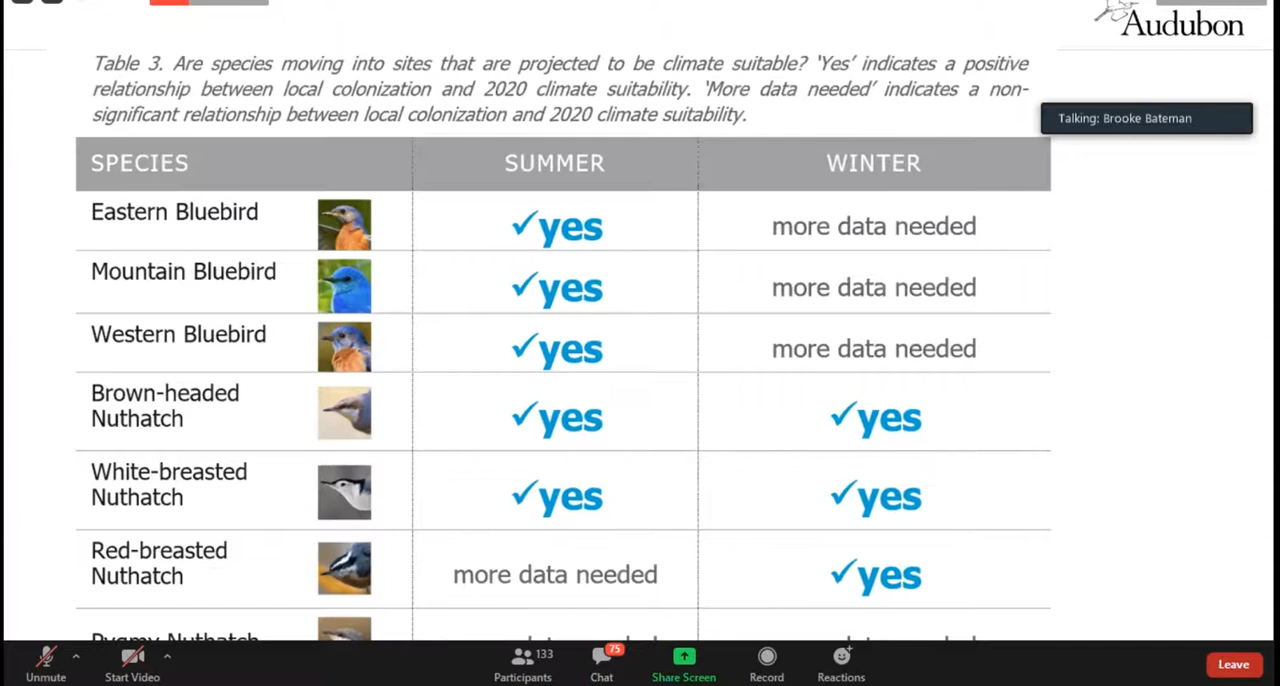 Audubon
Table 3. Are species moving into sites that are projected to be climate suitable? 'Yes' indicates a positive
relationship between local colonization and 2020 climate suitability. 'More data needed' indicates a non-
significant relationship between local colonization and 2020 climate suitability.
Talking: Brooke Bateman
SPECIES SUMMER WINTER
Eastern Bluebird ✓yes more data needed
Mountain Bluebird ✓yes more data needed
Western Bluebird ✓yes more data needed
Brown-headed
Nuthatch ✓yes ✓yes
White-breasted
Nuthatch ✓yes ✓yes
Red-breasted
Nuthatch more data needed ✓yes
Pygmy Nuthatch
Unmute Start Video Participants 133 Chat 75 Share Screen Record Reactions Leave